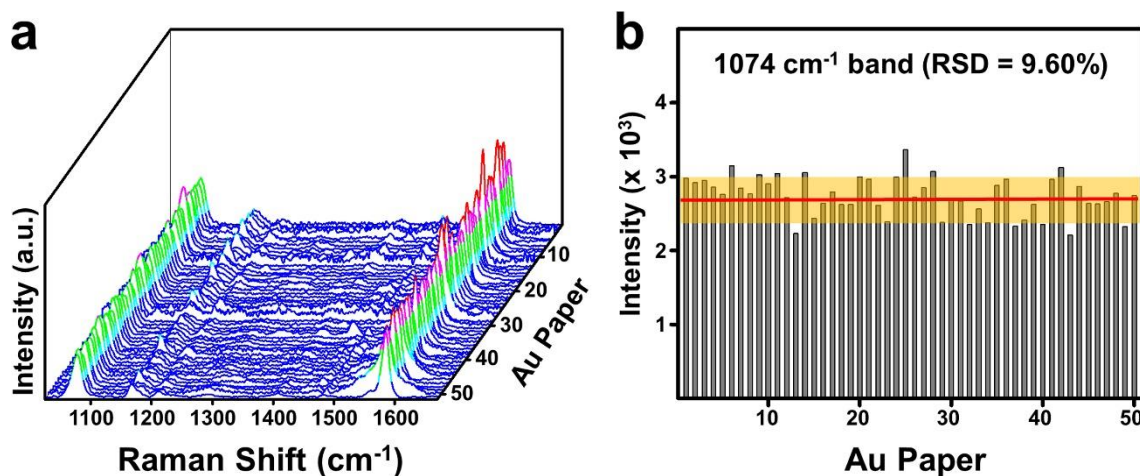 a
Intensity (a.u.)
1100 1200 1300 1400 1500 1600
Raman Shift (cm⁻¹)
10
20
30
40
50
Au Paper
b
1074 cm⁻¹ band (RSD = 9.60%)
Intensity (x 10³)
4
3
2
1
10 20 30 40 50
Au Paper